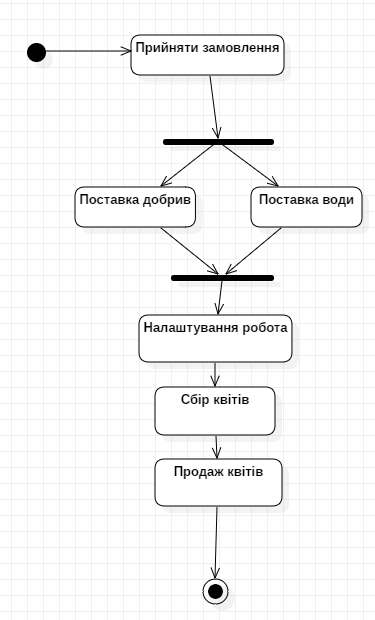 Прийняти замовлення
Поставка добрив
Поставка води
Налаштування робота
Сбір квітів
Продаж квітів